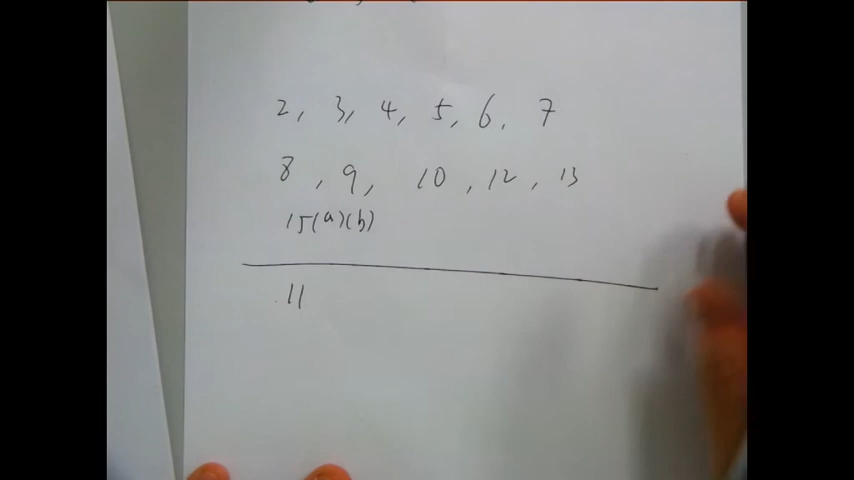 2, 3, 4, 5, 6, 7
8, 9, 10, 12, 13
15(a)(b)
11